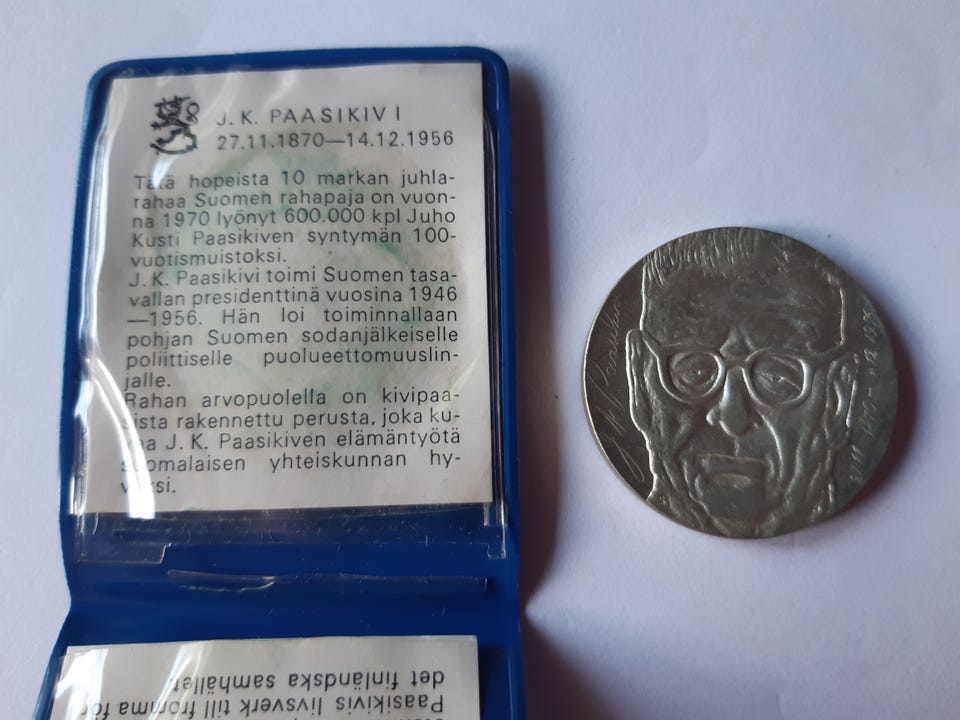 J. K. PAASIKIVI
27.11.1870—14.12.1956
Tätä hopeista 10 markan juhla-
rahaa Suomen rahapaja on vuon-
na 1970 lyönyt 600.000 kpl Juho
Kusti Paasikiven syntymän 100-
vuotismuistoksi.
J. K. Paasikivi toimi Suomen tasa-
vallan presidenttinä vuosina 1946
—1956. Hän loi toiminnallaan
pohjan Suomen sodanjälkeiselle
poliittiselle puolueettomuuslin-
jalle.
Rahan arvopuolella on kivipaa-
sista rakennettu perusta, joka ku-
vaa J. K. Paasikiven elämäntyötä
suomalaisen yhteiskunnan hy-
väksi.
Paasikivis livsverk till fromma för
det finländska samhället